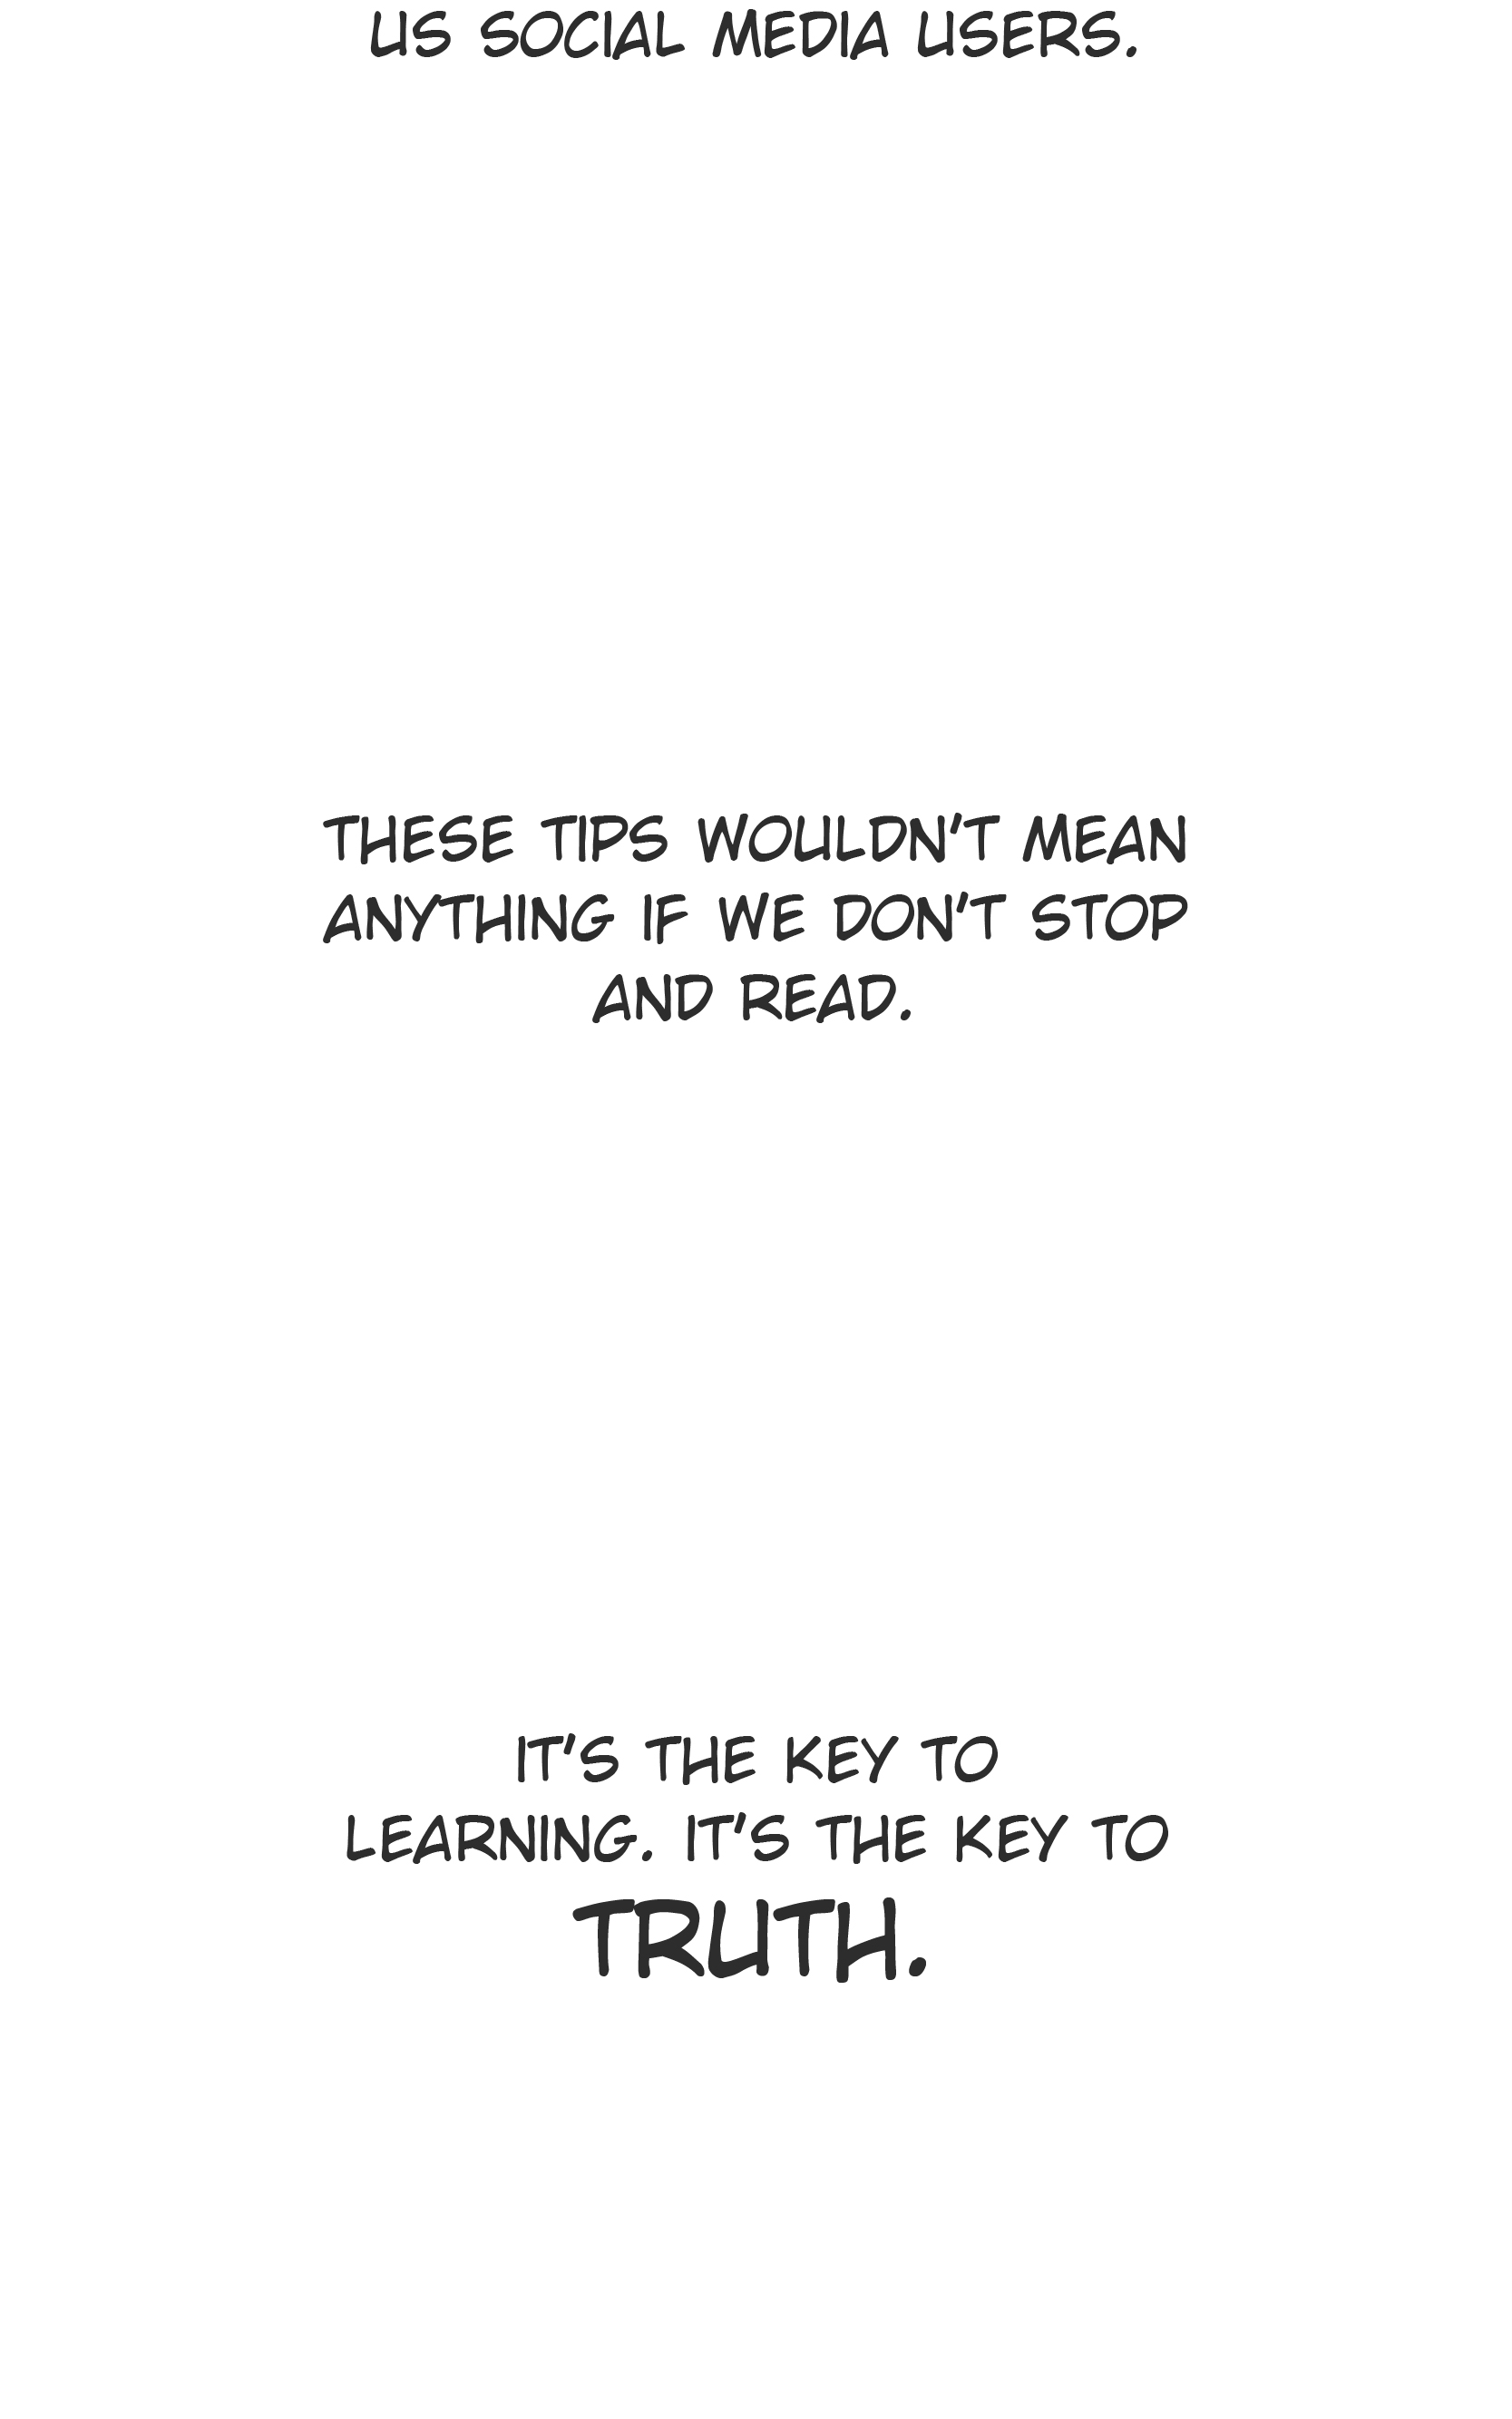 US SOCIAL MEDIA USERS.
THESE TIPS WOULDN'T MEAN
ANYTHING IF WE DON'T STOP
AND READ.
IT'S THE KEY TO
LEARNING. IT'S THE KEY TO
TRUTH.